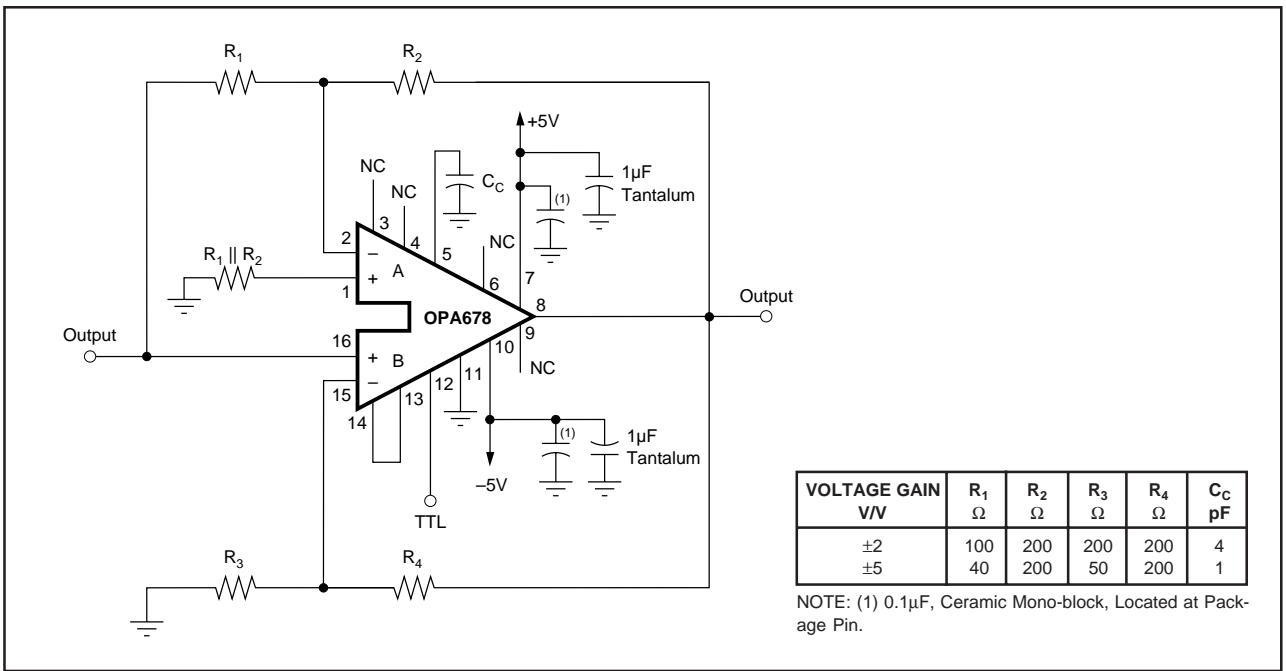 R1
R2
+5V
NC
NC
CC
1µF
Tantalum
(1)
3
4
5
NC
2
–
A
R1 || R2
+
1
6
7
8
Output
OPA678
9
Output
16
+
B
10
NC
–
15
11
12
13
14
(1)
1µF
Tantalum
–5V
TTL
R3
R4
VOLTAGE GAIN R1 R2 R3 R4 CC
V/V Ω Ω Ω Ω pF
±2 100 200 200 200 4
±5 40 200 50 200 1
NOTE: (1) 0.1µF, Ceramic Mono-block, Located at Pack-
age Pin.